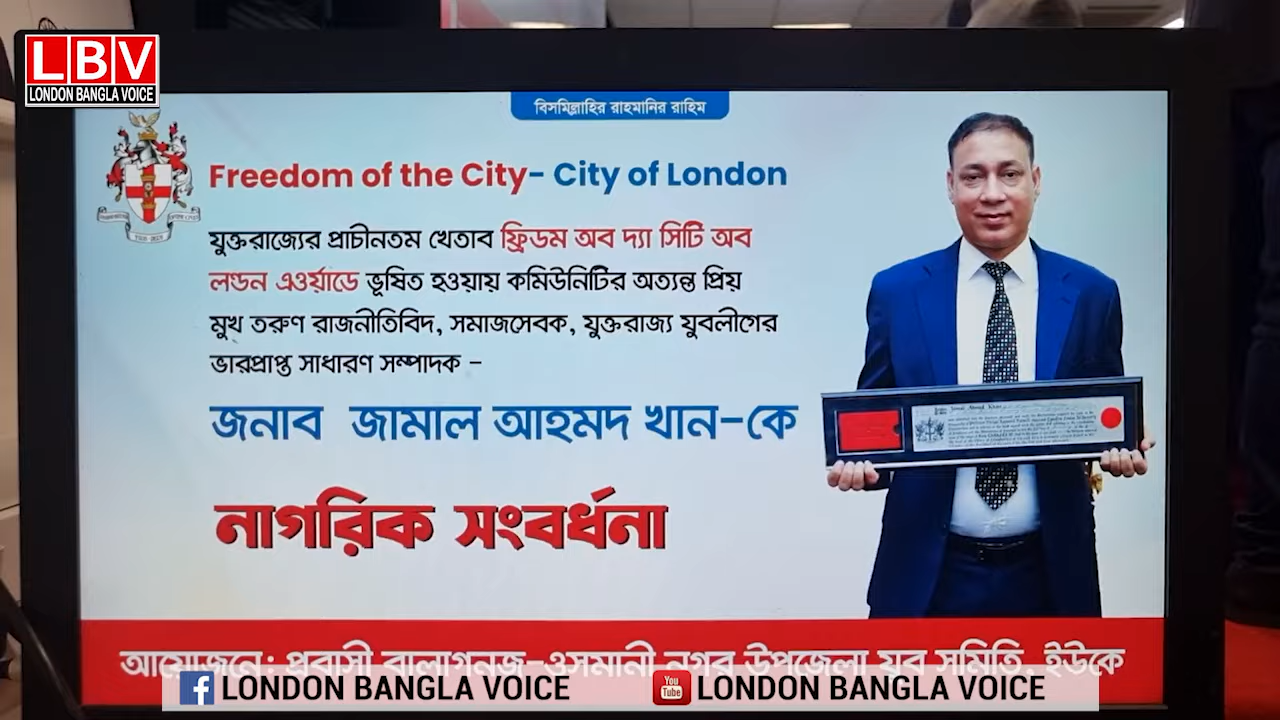 LBV
LONDON BANGLA VOICE
বিসমিল্লাহির রাহমানির রাহিম
Freedom of the City- City of London
যুক্তরাজ্যের প্রাচীনতম খেতাব ফ্রিডম অব দ্যা সিটি অব
লন্ডন এওর্য়াডে ভূষিত হওয়ায় কমিউনিটির অত্যন্ত প্রিয়
মুখ তরুণ রাজনীতিবিদ, সমাজসেবক, যুক্তরাজ্য যুবলীগের
ভারপ্রাপ্ত সাধারণ সম্পাদক –
জনাব জামাল আহমদ খান-কে
নাগরিক সংবর্ধনা
আয়োজনে: প্রবাসী বালাগনজ-ওসমানী নগর উপজেলা যুব সমিতি, ইউকে
LONDON BANGLA VOICE
You Tube LONDON BANGLA VOICE